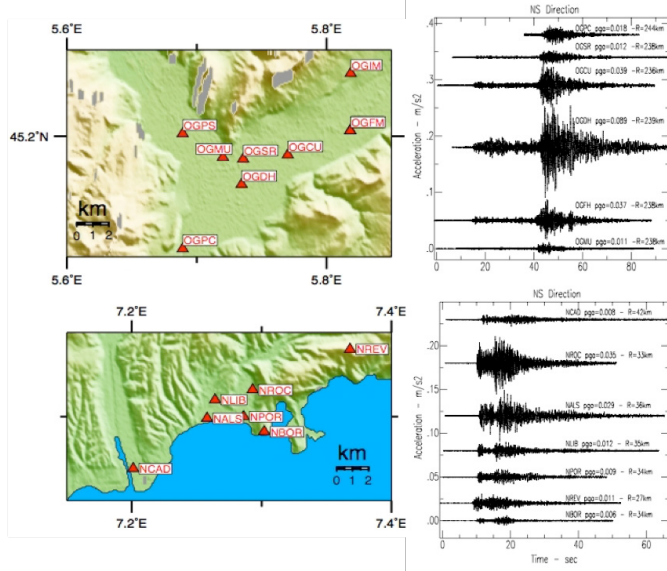 NS Direction
5.6°E
5.8°E
OGIM
OGPS
OGFM
45.2°N
OGMU
OGSR
OGCU
OGDH
km
0 1 2
OGPC
5.6°E
5.8°E
Acceleration - m/s2
.4
.3
.2
.1
.0
OGPC pga=0.018 -R=244km
OGSR pga=0.012 -R=238km
OGCU pga=0.039 -R=236km
OGDH pga=0.089 -R=239km
OGFH pga=0.037 -R=238km
OGMU pga=0.011 -R=238km
0 20 40 60 80
7.2°E
7.4°E
NREV
NROC
NLIB
NALS
NPOR
NBOR
NCAD
km
0 1 2
7.2°E
7.4°E
NS Direction
Acceleration - m/s2
.20
.15
.10
.05
.00
NCAD pga=0.008 - R=42km
NROC pga=0.035 - R=33km
NALS pga=0.029 - R=36km
NLIB pga=0.012 - R=35km
NPOR pga=0.009 - R=34km
NREV pga=0.011 - R=27km
NBOR pga=0.006 - R=34km
0 20 40 60
Time - sec